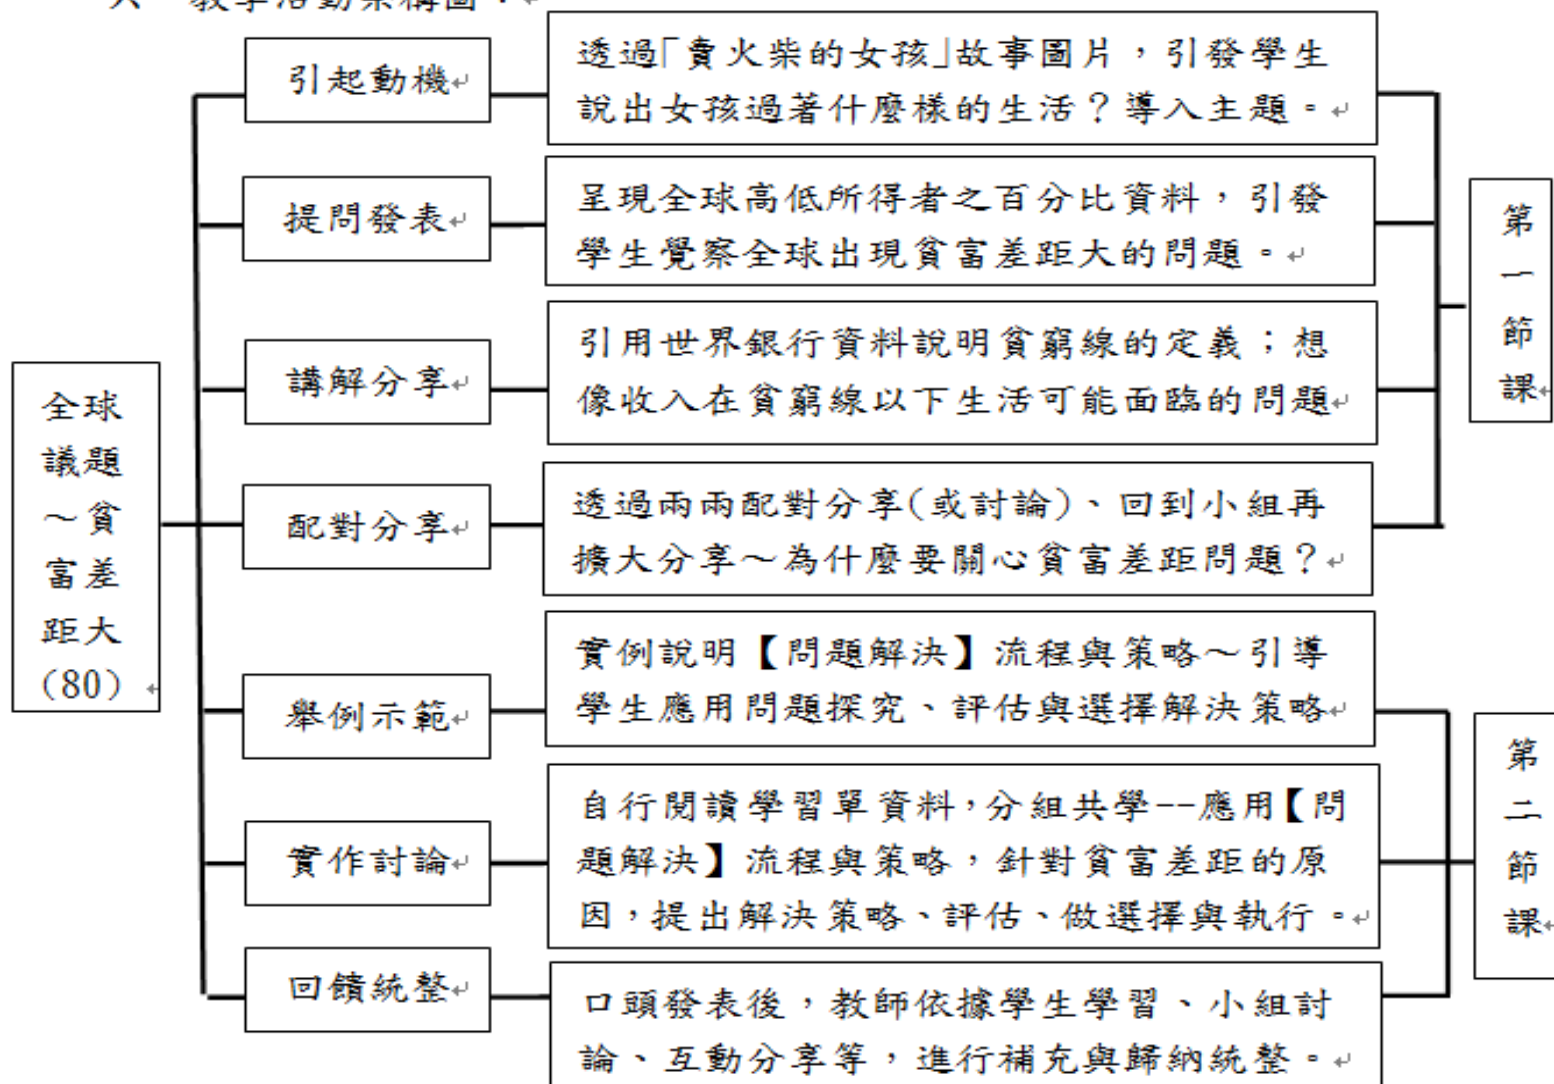 六 教學活動架構圖：
引起動機
透過「賣火柴的女孩」故事圖片，引發學生
說出女孩過著什麼樣的生活？導入主題。
提問發表
呈現全球高低所得者之百分比資料，引發
學生覺察全球出現貧富差距大的問題。
講解分享
引用世界銀行資料說明貧窮線的定義；想
像收入在貧窮線以下生活可能面臨的問題
配對分享
透過兩兩配對分享(或討論)、回到小組再
擴大分享～為什麼要關心貧富差距問題？
第
一
節
課
全球
議題
～貧
富差
距大
（80）
舉例示範
實例說明【問題解決】流程與策略～引導
學生應用問題探究、評估與選擇解決策略
實作討論
自行閱讀學習單資料，分組共學--應用【問
題解決】流程與策略，針對貧富差距的原
因，提出解決策略、評估、做選擇與執行。
回饋統整
口頭發表後，教師依據學生學習、小組討
論、互動分享等，進行補充與歸納統整。
第
二
節
課